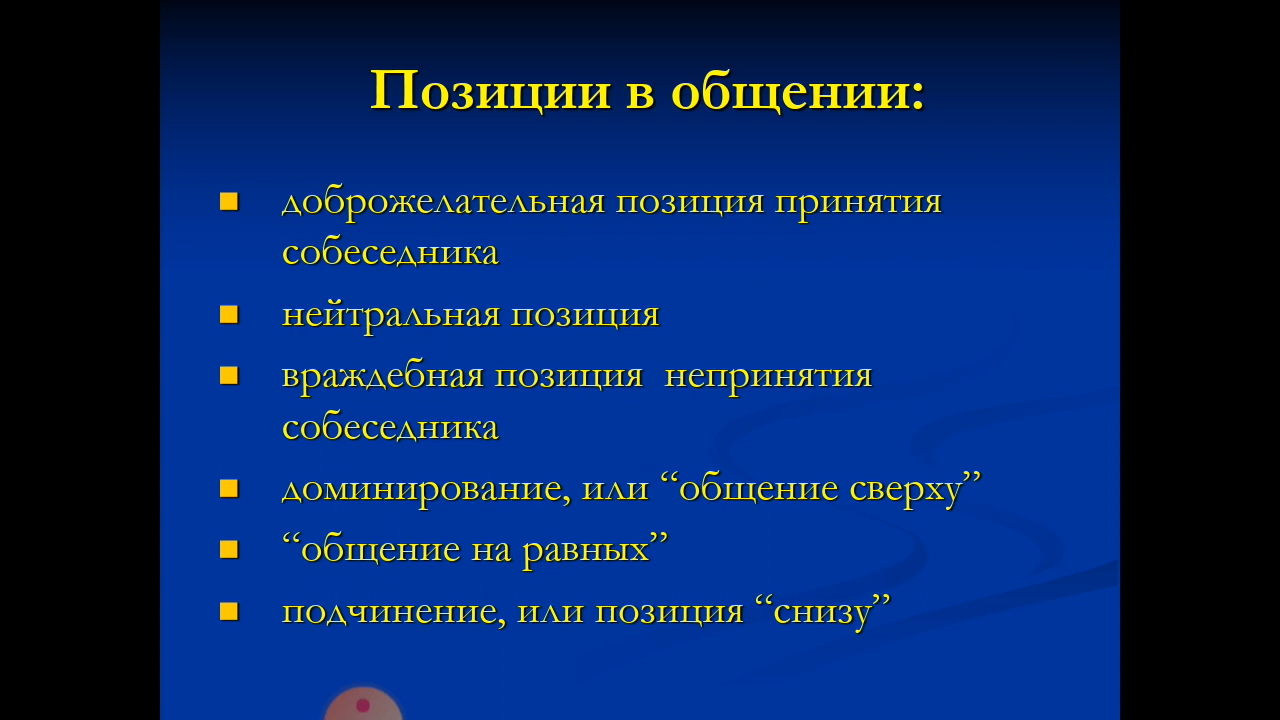 Позиции в общении:
доброжелательная позиция принятия
собеседника
нейтральная позиция
враждебная позиция  непринятия
собеседника
доминирование, или “общение сверху”
“общение на равных”
подчинение, или позиция “снизу”